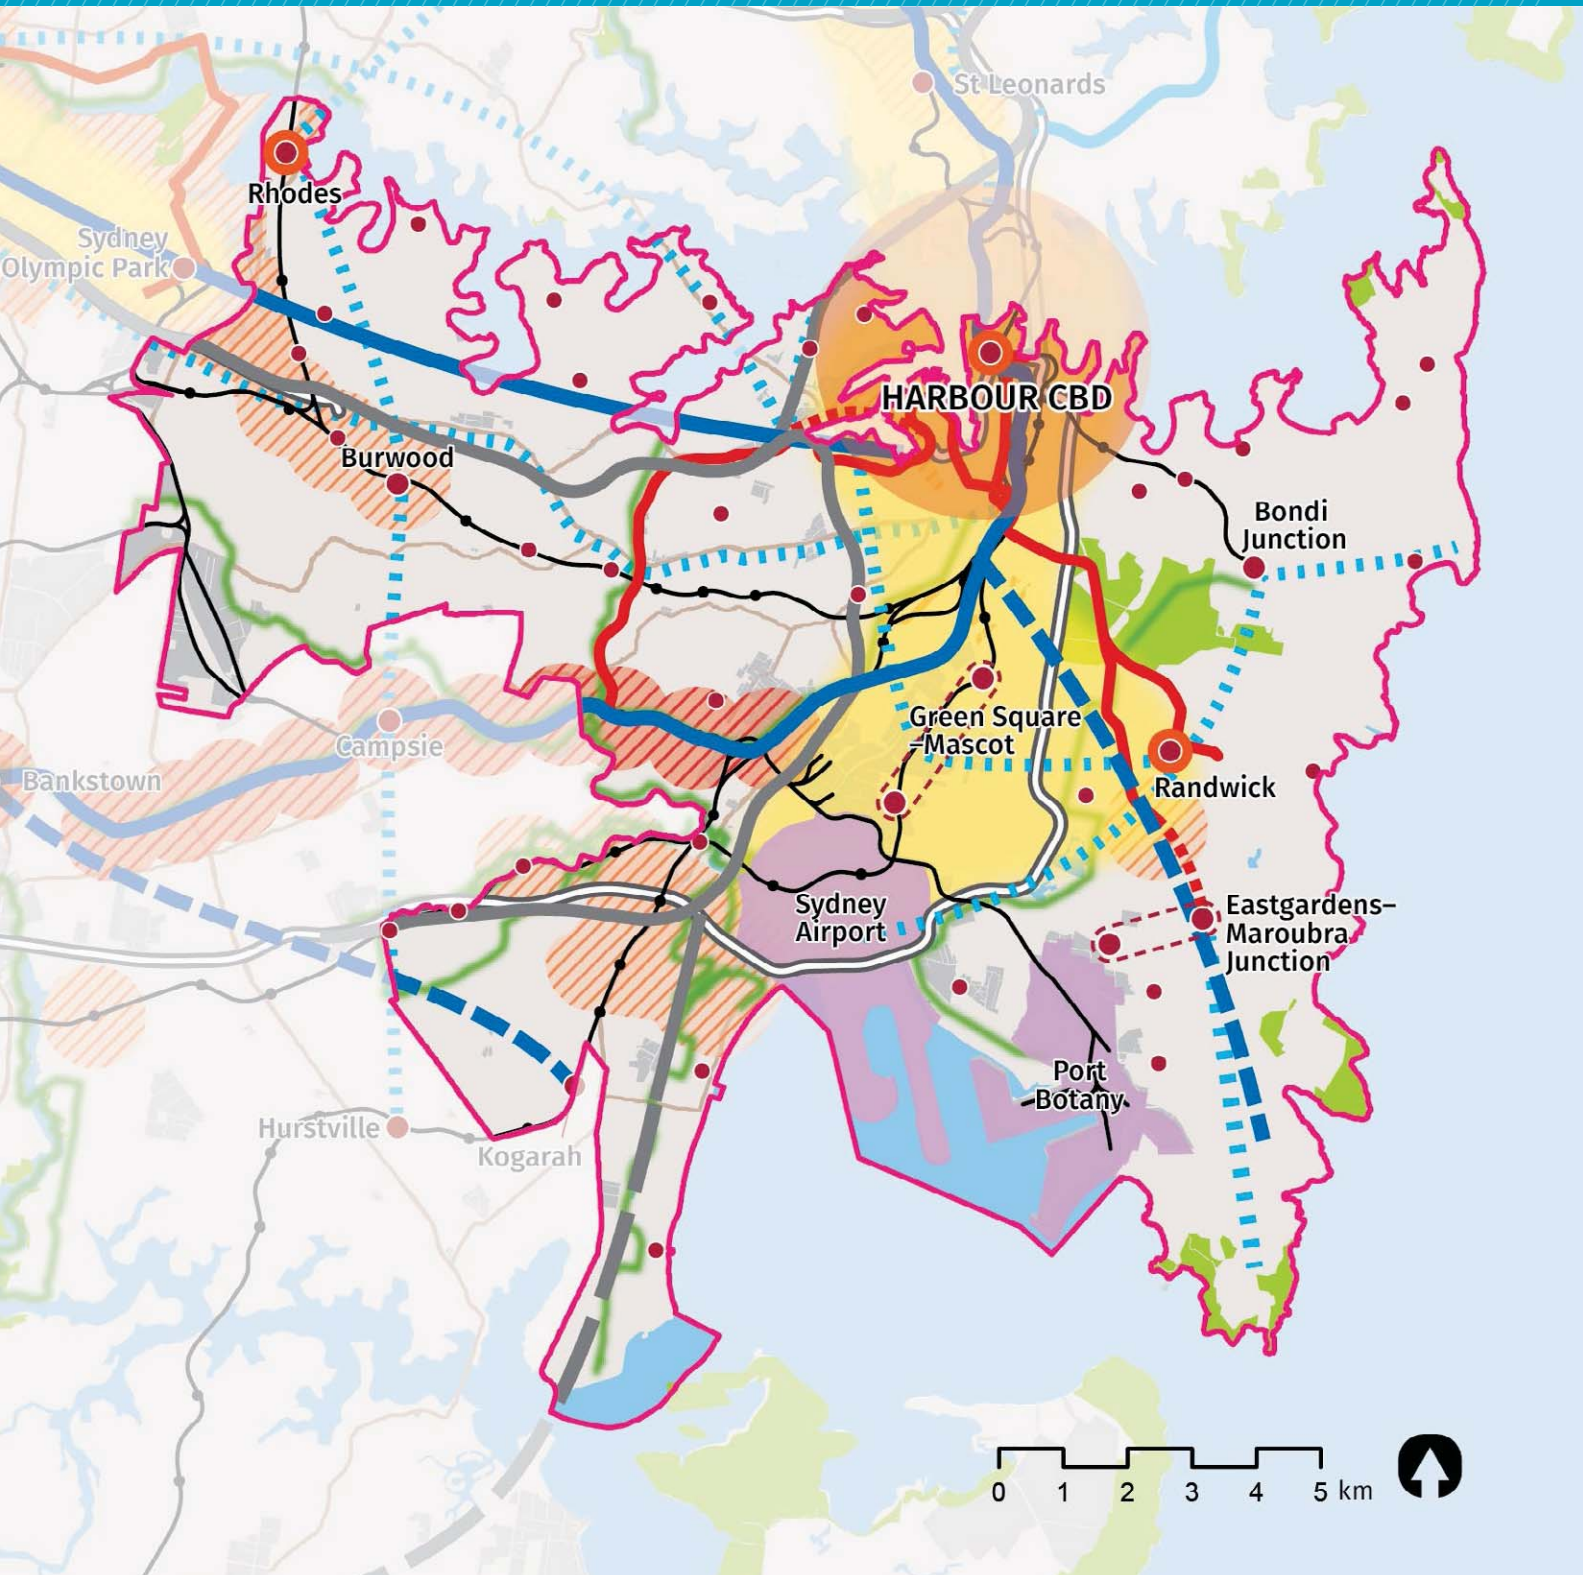 St Leonards
Rhodes
Sydney
Olympic Park
HARBOUR CBD
Burwood
Bondi
Junction
Green Square
–Mascot
Campsie
Bankstown
Randwick
Sydney
Airport
Eastgardens–
Maroubra
Junction
Port
Botany
Hurstville
Kogarah
0 1 2 3 4 5 km